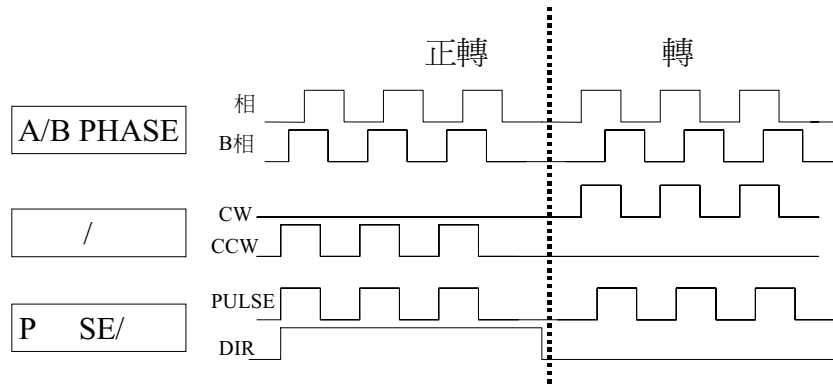 正轉
轉
A/B PHASE
相
B相
/
CW
CCW
P SE/
PULSE
DIR